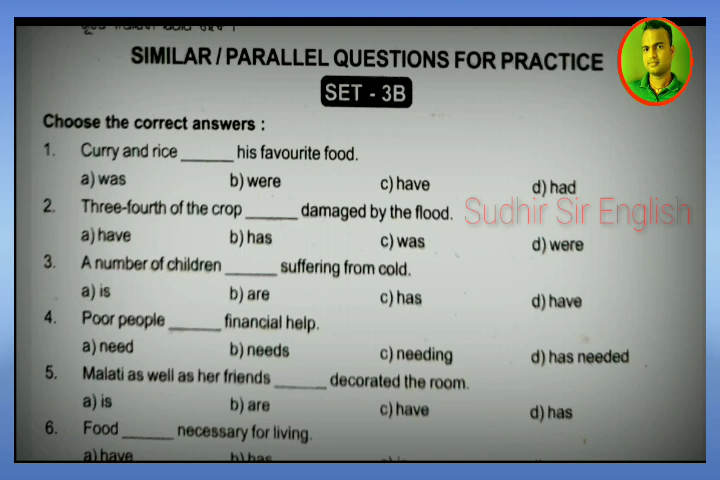 SIMILAR / PARALLEL QUESTIONS FOR PRACTICE
SET - 3B
Choose the correct answers :
1. Curry and rice ______ his favourite food.
a) was b) were c) have d) had
2. Three-fourth of the crop ______ damaged by the flood.
Sudhir Sir English
a) have b) has c) was d) were
3. A number of children ______ suffering from cold.
a) is b) are c) has d) have
4. Poor people ______ financial help.
a) need b) needs c) needing d) has needed
5. Malati as well as her friends ______ decorated the room.
a) is b) are c) have d) has
6. Food ______ necessary for living.
a) have b) has